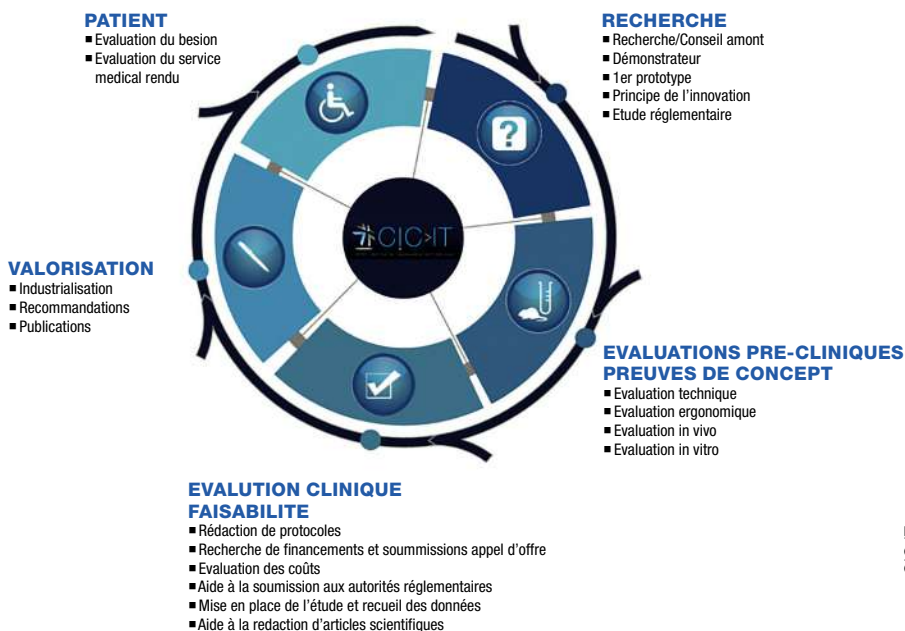 PATIENT
■ Evaluation du besion
■ Evaluation du service
medical rendu
RECHERCHE
■ Recherche/Conseil amont
■ Démonstrateur
■ 1er prototype
■ Principe de l'innovation
■ Etude réglementaire
?
CIC>IT
VALORISATION
■ Industrialisation
■ Recommandations
■ Publications
EVALUATIONS PRE-CLINIQUES
PREUVES DE CONCEPT
■ Evaluation technique
■ Evaluation ergonomique
■ Evaluation in vivo
■ Evaluation in vitro
EVALUTION CLINIQUE
FAISABILITE
■ Rédaction de protocoles
■ Recherche de financements et soummissions appel d'offre
■ Evaluation des coûts
■ Aide à la soumission aux autorités réglementaires
■ Mise en place de l'étude et recueil des données
■ Aide à la redaction d'articles scientifiques